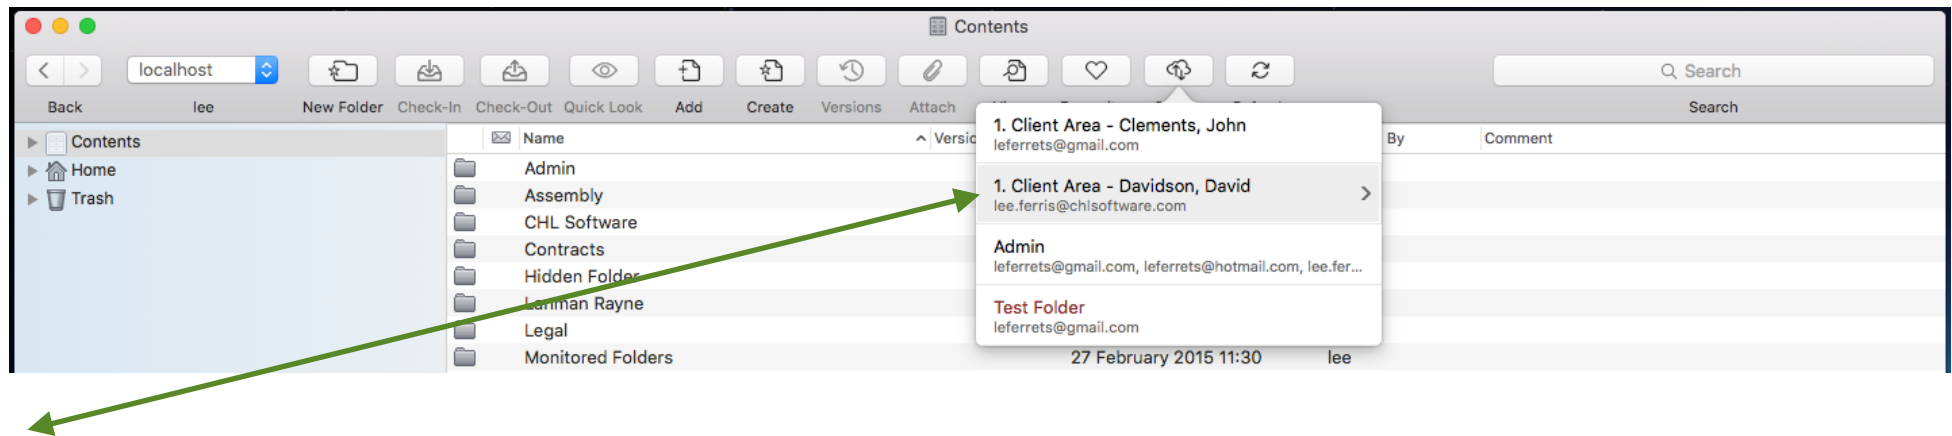 Contents
localhost
Search
Back
lee
New Folder
Check-In
Check-Out
Quick Look
Add
Create
Versions
Attach
Search
Contents
Home
Trash
Name
By
Comment
Admin
Assembly
CHL Software
Contracts
Hidden Folder
Lanman Rayne
Legal
Monitored Folders 27 February 2015 11:30 lee
1. Client Area - Clements, John
leferrets@gmail.com
1. Client Area - Davidson, David
lee.ferris@chlsoftware.com
Admin
leferrets@gmail.com, leferrets@hotmail.com, lee.fer...
Test Folder
leferrets@gmail.com